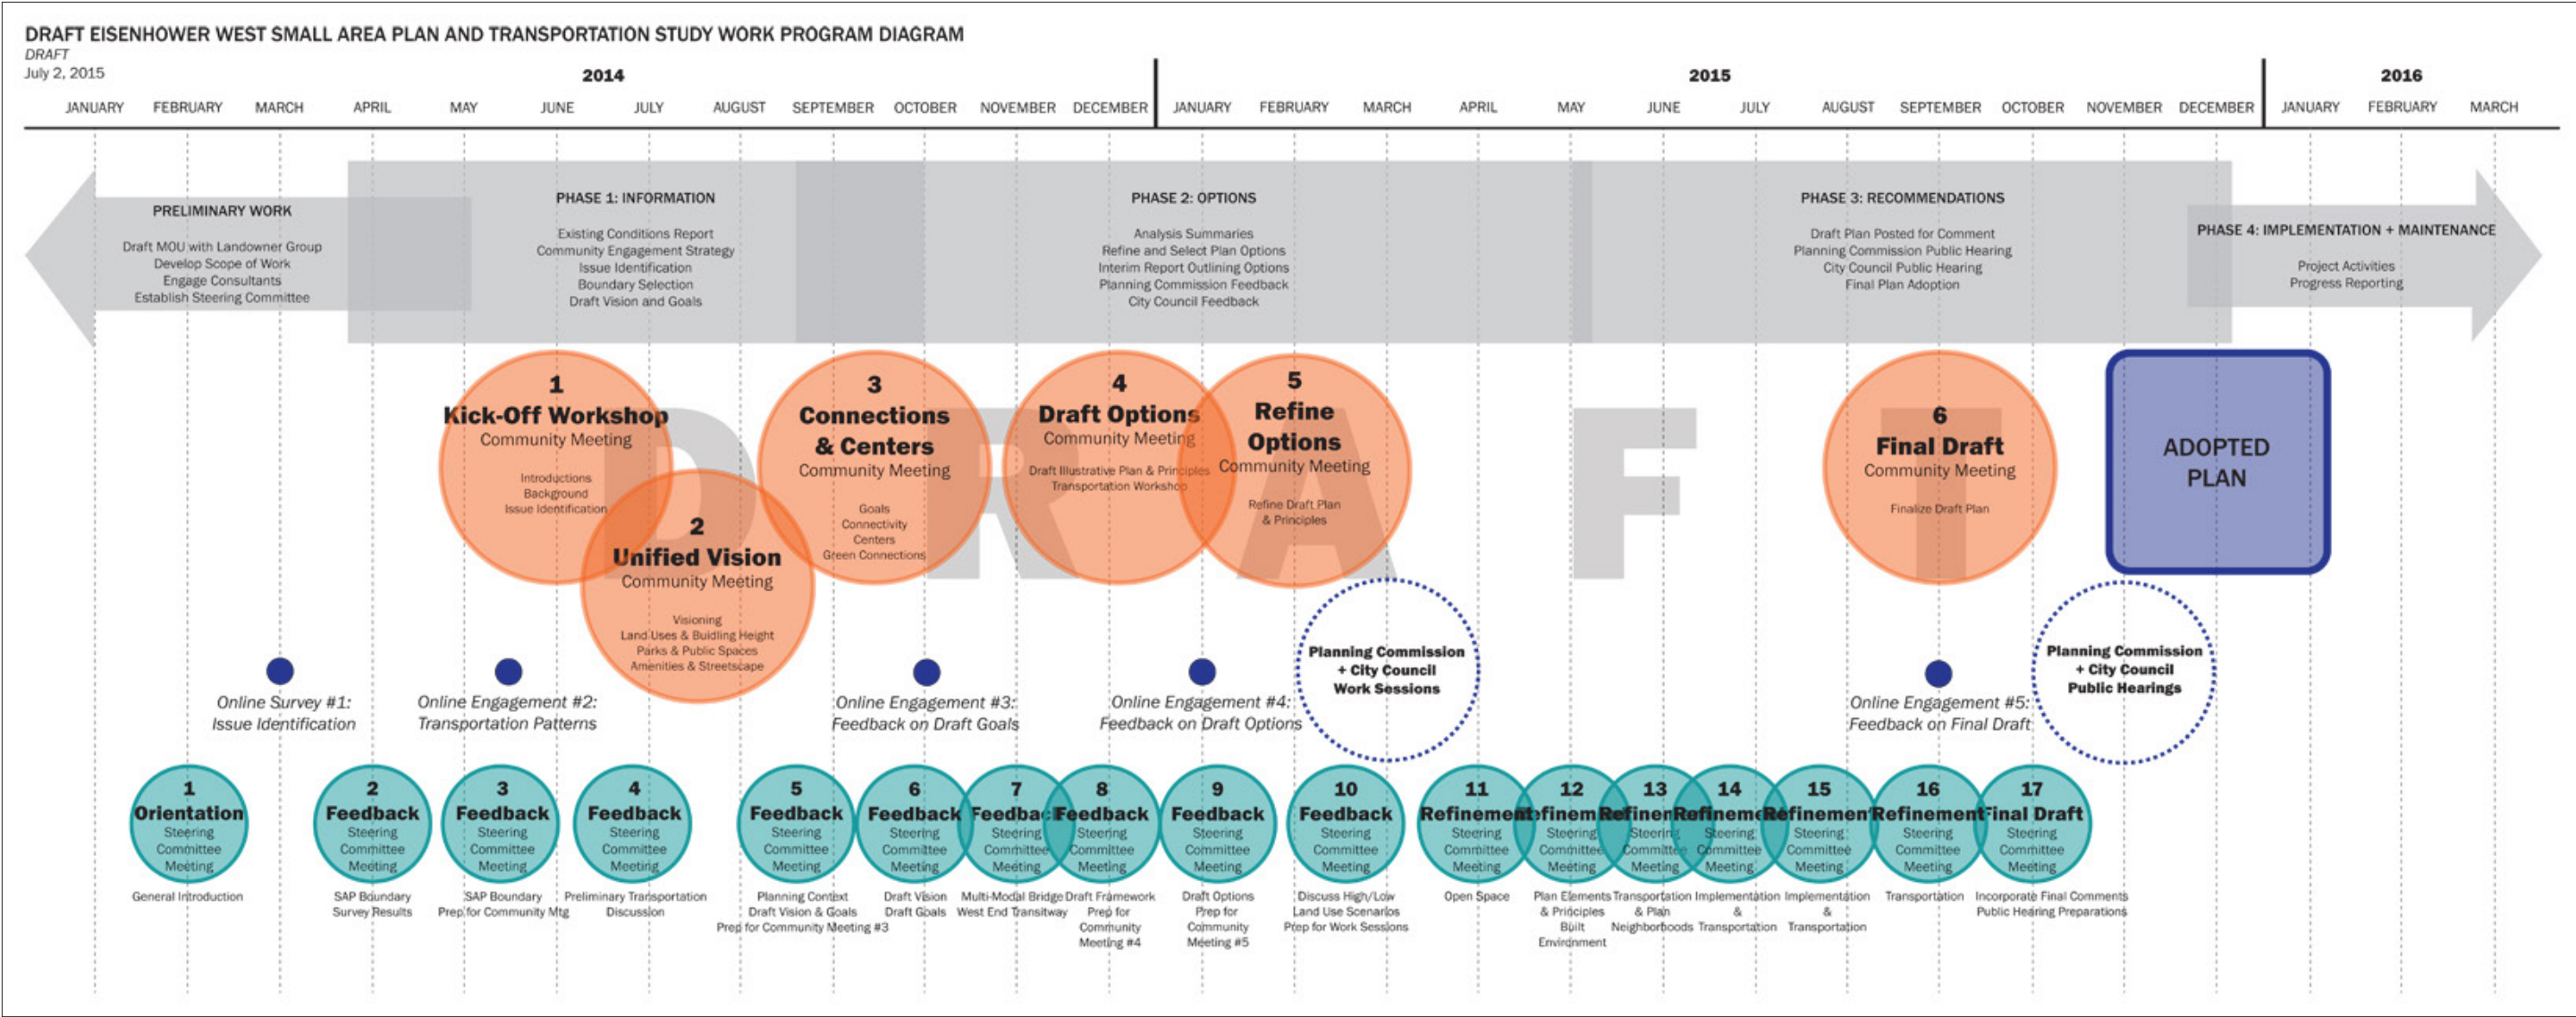 DRAFT EISENHOWER WEST SMALL AREA PLAN AND TRANSPORTATION STUDY WORK PROGRAM DIAGRAM
DRAFT
July 2, 2015
2014
2015
2016
JANUARY FEBRUARY MARCH APRIL MAY JUNE JULY AUGUST SEPTEMBER OCTOBER NOVEMBER DECEMBER JANUARY FEBRUARY MARCH APRIL MAY JUNE JULY AUGUST SEPTEMBER OCTOBER NOVEMBER DECEMBER JANUARY FEBRUARY MARCH
PRELIMINARY WORK
Draft MOU with Landowner Group
Develop Scope of Work
Engage Consultants
Establish Steering Committee
PHASE 1: INFORMATION
Existing Conditions Report
Community Engagement Strategy
Issue Identification
Boundary Selection
Draft Vision and Goals
PHASE 2: OPTIONS
Analysis Summaries
Refine and Select Plan Options
Interim Report Outlining Options
Planning Commission Feedback
City Council Feedback
PHASE 3: RECOMMENDATIONS
Draft Plan Posted for Comment
Planning Commission Public Hearing
City Council Public Hearing
Final Plan Adoption
PHASE 4: IMPLEMENTATION + MAINTENANCE
Project Activities
Progress Reporting
DRAFT
1
Kick-Off Workshop
Community Meeting
Introductions
Background
Issue Identification
2
Unified Vision
Community Meeting
Visioning
Land Uses & Buidling Height
Parks & Public Spaces
Amenities & Streetscape
3
Connections
& Centers
Community Meeting
Goals
Connectivity
Centers
Green Connections
4
Draft Options
Community Meeting
Draft Illustrative Plan & Principles
Transportation Workshop
5
Refine
Options
Community Meeting
Refine Draft Plan
& Principles
6
Final Draft
Community Meeting
Finalize Draft Plan
ADOPTED
PLAN
Online Survey #1:
Issue Identification
Online Engagement #2:
Transportation Patterns
Online Engagement #3:
Feedback on Draft Goals
Online Engagement #4:
Feedback on Draft Options
Planning Commission
+ City Council
Work Sessions
Online Engagement #5:
Feedback on Final Draft
Planning Commission
+ City Council
Public Hearings
1
Orientation
Steering
Committee
Meeting
General Introduction
2
Feedback
Steering
Committee
Meeting
SAP Boundary
Survey Results
3
Feedback
Steering
Committee
Meeting
SAP Boundary
Prep for Community Mtg
4
Feedback
Steering
Committee
Meeting
Preliminary Transportation
Discussion
5
Feedback
Steering
Committee
Meeting
Planning Context
Draft Vision & Goals
Prep for Community Meeting #3
6
Feedback
Steering
Committee
Meeting
Draft Vision
Draft Goals
7
Feedback
Steering
Committee
Meeting
Multi-Modal Bridge
West End Transitway
8
Feedback
Steering
Committee
Meeting
Draft Framework
Prep for
Community
Meeting #4
9
Feedback
Steering
Committee
Meeting
Draft Options
Prep for
Community
Meeting #5
10
Feedback
Steering
Committee
Meeting
Discuss High/Low
Land Use Scenarios
Prep for Work Sessions
11
Refinement
Steering
Committee
Meeting
Open Space
12
Refinement
Steering
Committee
Meeting
Plan Elements
& Principles
Built
Environment
13
Refinement
Steering
Committee
Meeting
Transportation
& Plan
Neighborhoods
14
Refinement
Steering
Committee
Meeting
Implementation
&
Transportation
15
Refinement
Steering
Committee
Meeting
Implementation
&
Transportation
16
Refinement
Steering
Committee
Meeting
Transportation
17
Final Draft
Steering
Committee
Meeting
Incorporate Final Comments
Public Hearing Preparations